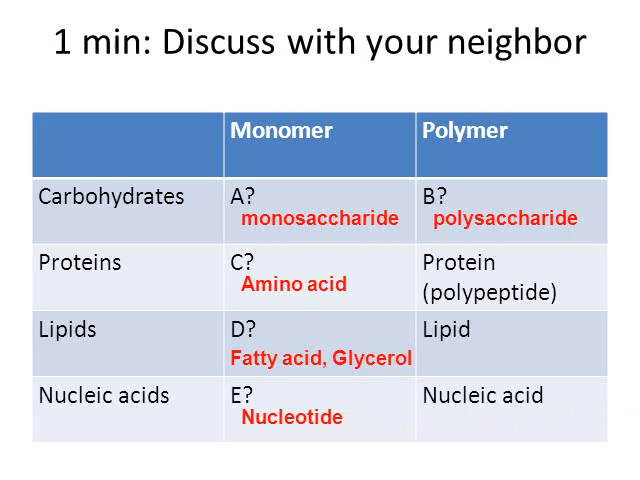 1 min: Discuss with your neighbor
Monomer Polymer
Carbohydrates A? B?
monosaccharide polysaccharide
Proteins C? Protein
Amino acid (polypeptide)
Lipids D? Lipid
Fatty acid, Glycerol
Nucleic acids E? Nucleic acid
Nucleotide